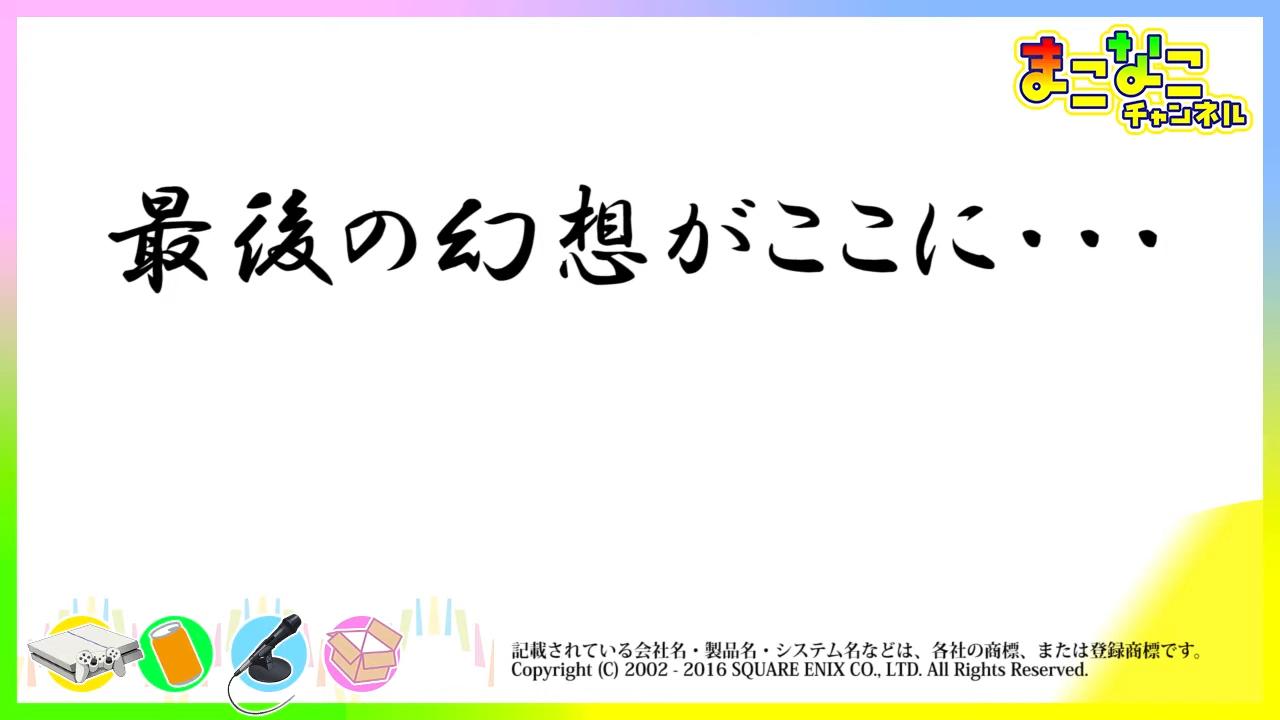 まこなこ
チャンネル
最後の幻想がここに・・・
記載されている会社名・製品名・システム名などは、各社の商標、または登録商標です。
Copyright (C) 2002 - 2016 SQUARE ENIX CO., LTD. All Rights Reserved.